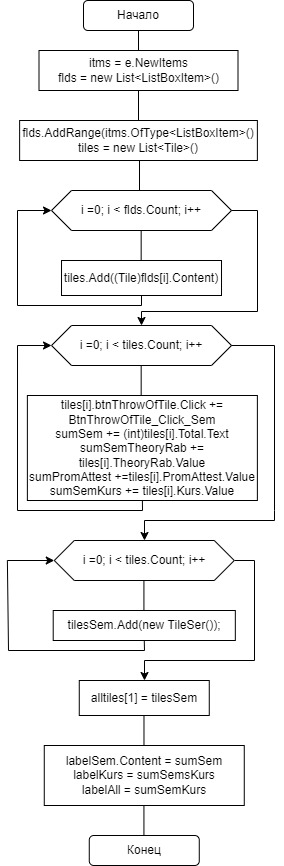 Начало
itms = e.NewItems
flds = new List<ListBoxItem>()
flds.AddRange(itms.OfType<ListBoxItem>()
tiles = new List<Tile>()
i =0; i < flds.Count; i++
tiles.Add((Tile)flds[i].Content)
i =0; i < tiles.Count; i++
tiles[i].btnThrowOfTile.Click +=
BtnThrowOfTile_Click_Sem
sumSem += (int)tiles[i].Total.Text
sumSemTheoryRab +=
tiles[i].TheoryRab.Value
sumPromAttest +=tiles[i].PromAttest.Value
sumSemKurs += tiles[i].Kurs.Value
i =0; i < tiles.Count; i++
tilesSem.Add(new TileSer());
alltiles[1] = tilesSem
labelSem.Content = sumSem
labelKurs = sumSemsKurs
labelAll = sumSemKurs
Конец